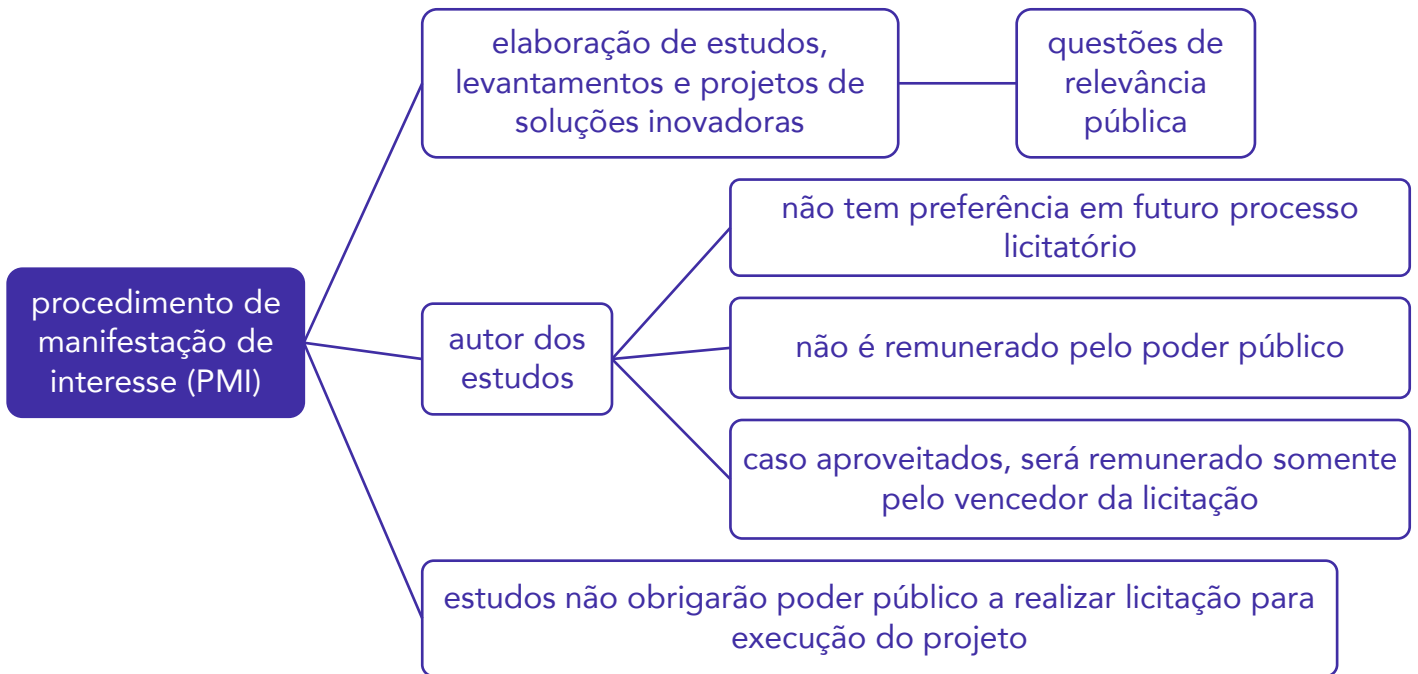 procedimento de
manifestação de
interesse (PMI)
elaboração de estudos,
levantamentos e projetos de
soluções inovadoras
questões de
relevância
pública
autor dos
estudos
não tem preferência em futuro processo
licitatório
não é remunerado pelo poder público
caso aproveitados, será remunerado somente
pelo vencedor da licitação
estudos não obrigarão poder público a realizar licitação para
execução do projeto